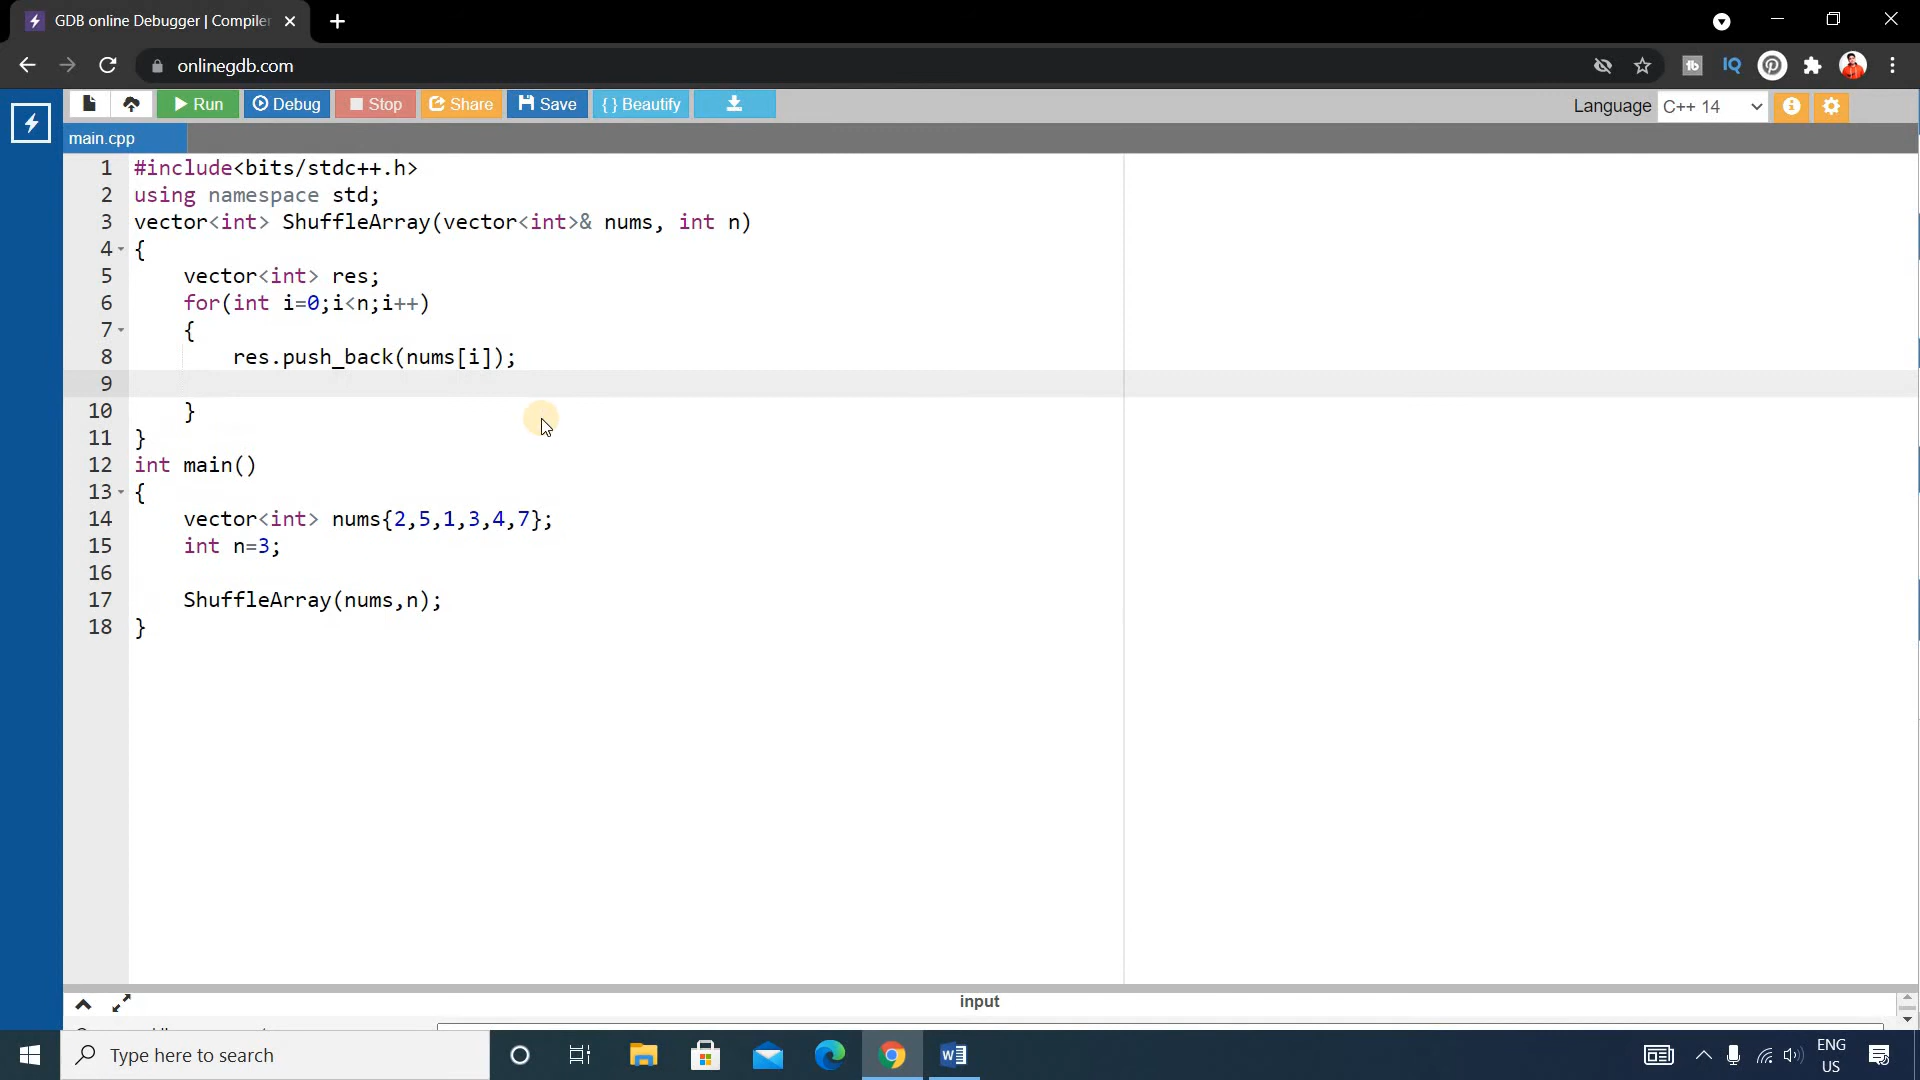 GDB online Debugger | Compiler
onlinegdb.com
Run Debug Stop Share Save { } Beautify Language C++ 14
main.cpp
1 #include<bits/stdc++.h>
2 using namespace std;
3 vector<int> ShuffleArray(vector<int>& nums, int n)
4 {
5 vector<int> res;
6 for(int i=0;i<n;i++)
7 {
8 res.push_back(nums[i]);
9
10 }
11 }
12 int main()
13 {
14 vector<int> nums{2,5,1,3,4,7};
15 int n=3;
16
17 ShuffleArray(nums,n);
18 }
input
Type here to search
ENG
US